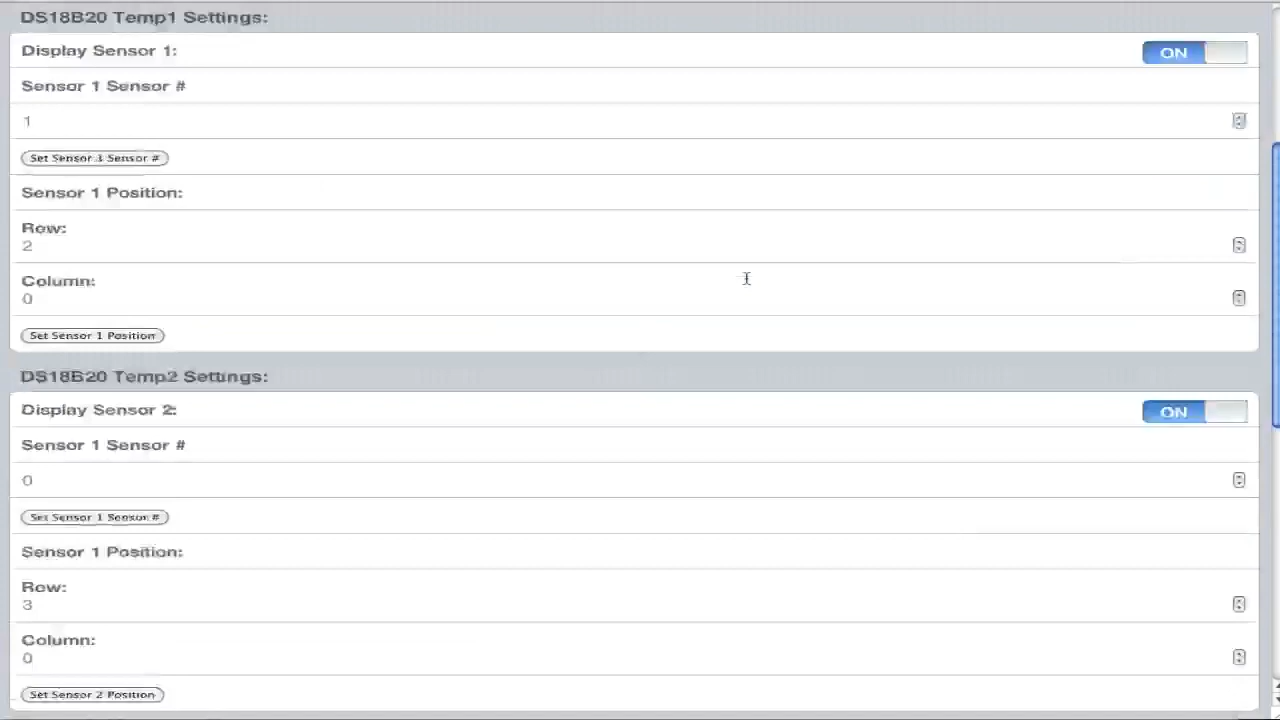 DS18B20 Temp1 Settings:
Display Sensor 1:
ON
Sensor 1 Sensor #
1
Set Sensor 1 Sensor #
Sensor 1 Position:
Row:
2
Column:
0
Set Sensor 1 Position
DS18B20 Temp2 Settings:
Display Sensor 2:
ON
Sensor 1 Sensor #
0
Set Sensor 1 Sensor #
Sensor 1 Position:
Row:
3
Column:
0
Set Sensor 2 Position